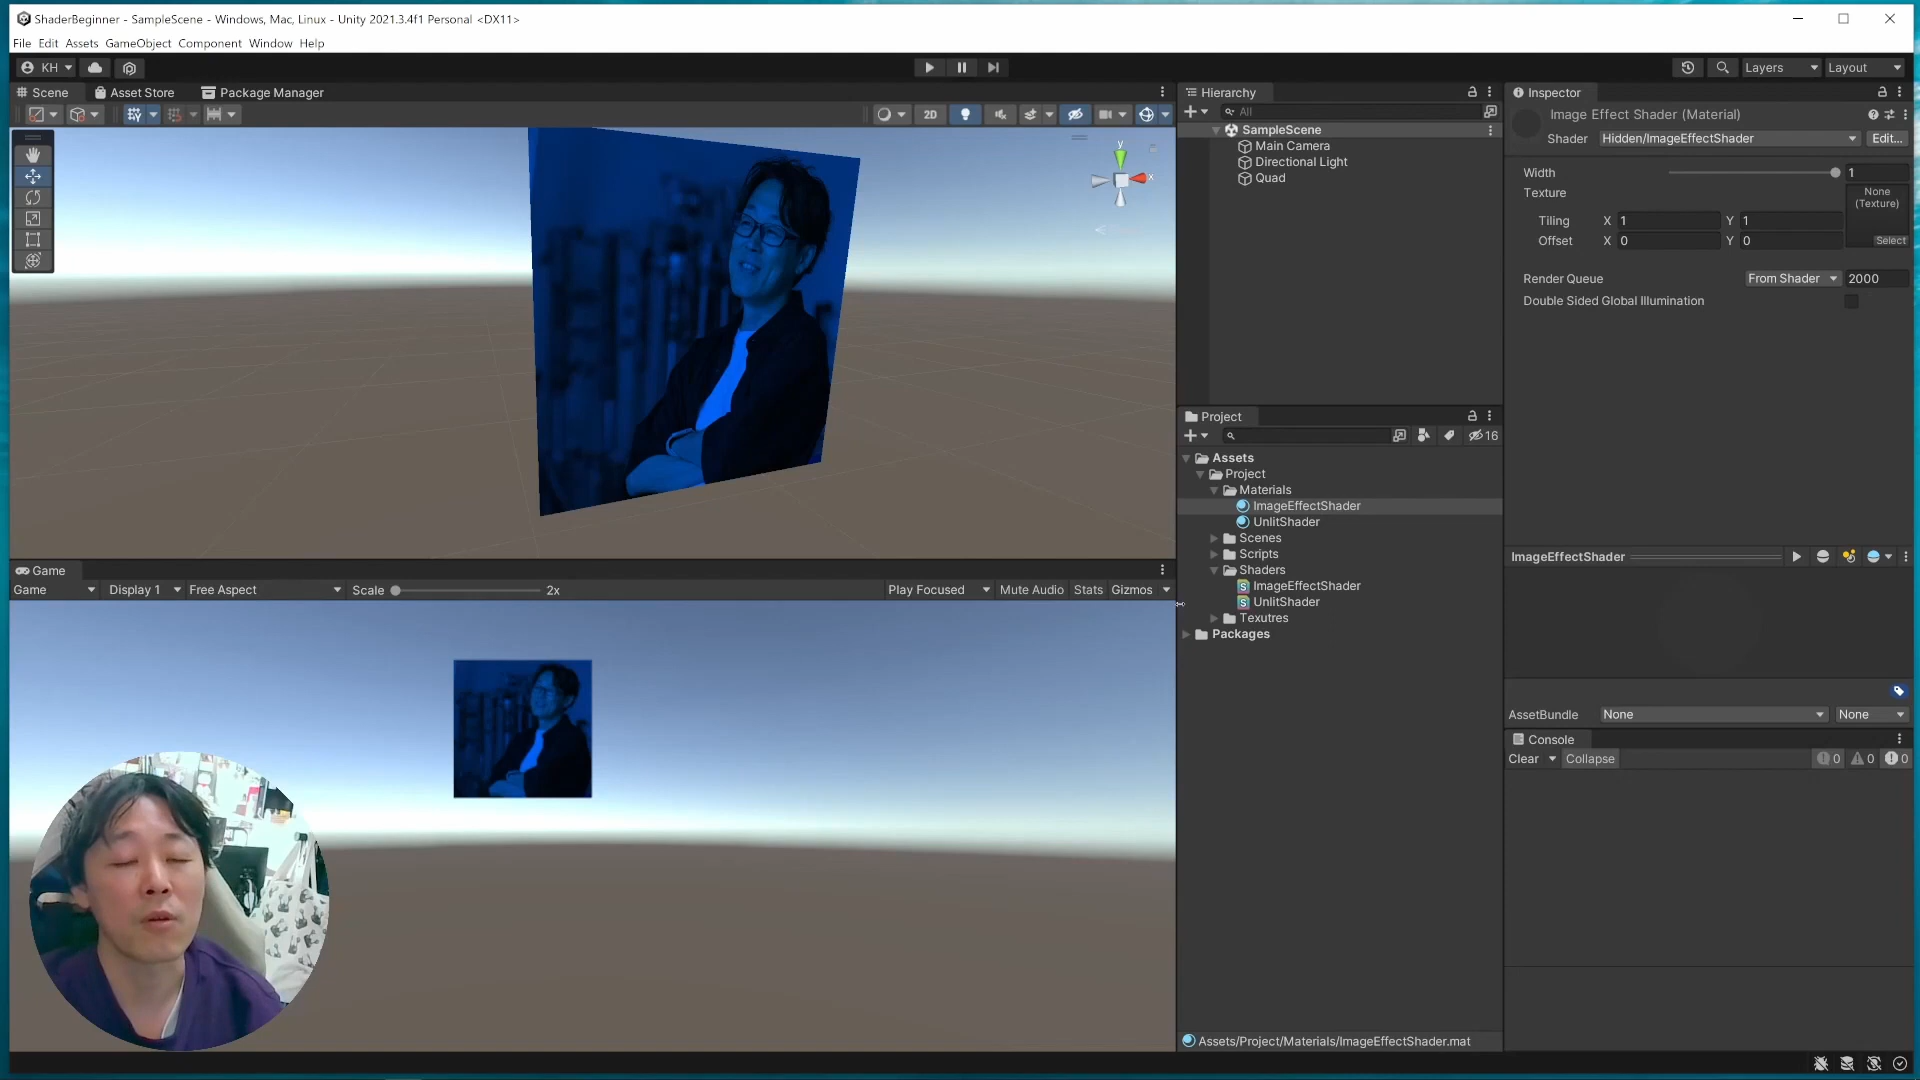 ShaderBeginner - SampleScene - Windows, Mac, Linux - Unity 2021.3.4f1 Personal <DX11>
File Edit Assets GameObject Component Window Help
KH
Layers
Layout
Scene
Asset Store
Package Manager
2D
y
x
Game
Game
Display 1
Free Aspect
Scale
2x
Play Focused
Mute Audio
Stats
Gizmos
Hierarchy
All
SampleScene
Main Camera
Directional Light
Quad
Project
16
Assets
Project
Materials
ImageEffectShader
UnlitShader
Scenes
Scripts
Shaders
ImageEffectShader
UnlitShader
Texutres
Packages
Assets/Project/Materials/ImageEffectShader.mat
Inspector
Image Effect Shader (Material)
Shader Hidden/ImageEffectShader Edit...
Width 1
Texture
None
(Texture)
Tiling X 1 Y 1
Offset X 0 Y 0
Select
Render Queue From Shader 2000
Double Sided Global Illumination
ImageEffectShader
AssetBundle None None
Console
Clear Collapse 0 0 0